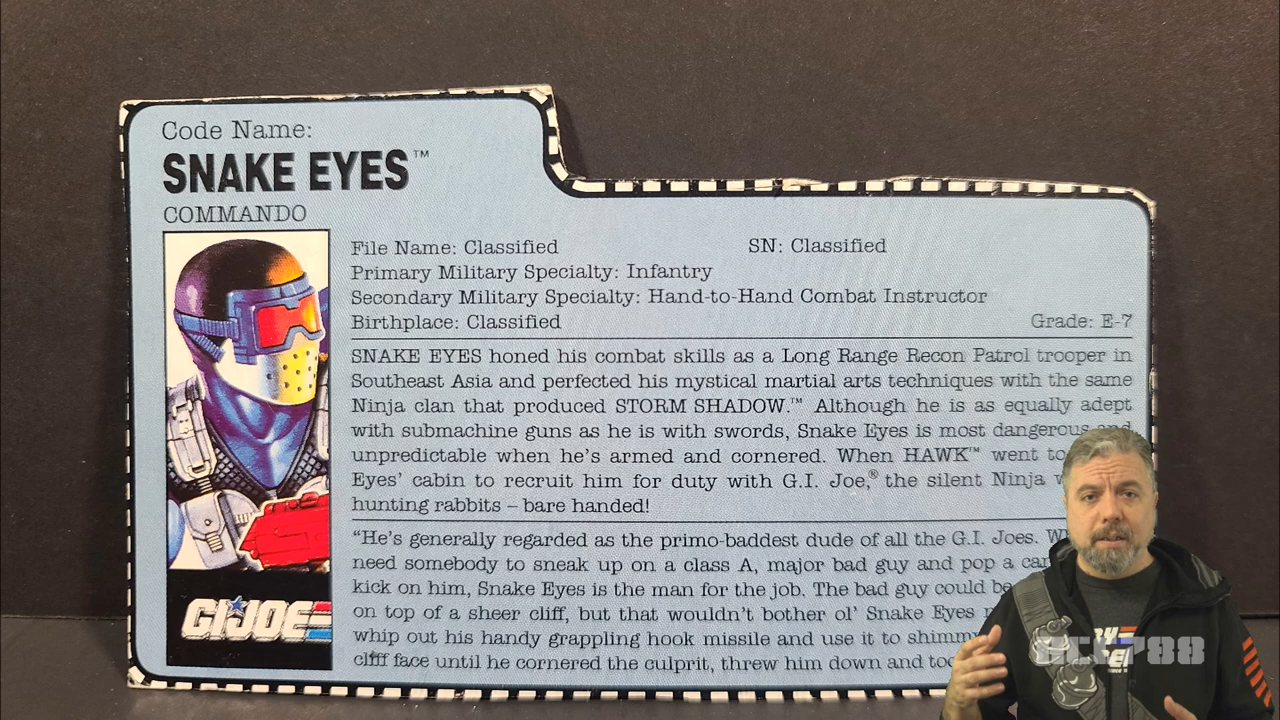 Code Name:
SNAKE EYES™
COMMANDO
File Name: Classified SN: Classified
Primary Military Specialty: Infantry
Secondary Military Specialty: Hand-to-Hand Combat Instructor
Birthplace: Classified Grade: E-7
SNAKE EYES honed his combat skills as a Long Range Recon Patrol trooper in
Southeast Asia and perfected his mystical martial arts techniques with the same
Ninja clan that produced STORM SHADOW.™ Although he is as equally adept
with submachine guns as he is with swords, Snake Eyes is most dangerous and
unpredictable when he's armed and cornered. When HAWK™ went to
Eyes' cabin to recruit him for duty with G.I. Joe,® the silent Ninja
hunting rabbits – bare handed!
"He's generally regarded as the primo-baddest dude of all the G.I. Joes.
need somebody to sneak up on a class A, major bad guy and pop a
kick on him, Snake Eyes is the man for the job. The bad guy could be
on top of a sheer cliff, but that wouldn't bother ol' Snake Eyes
whip out his handy grappling hook missile and use it to
cliff face until he cornered the culprit, threw him down and
GI JOE
HCC788